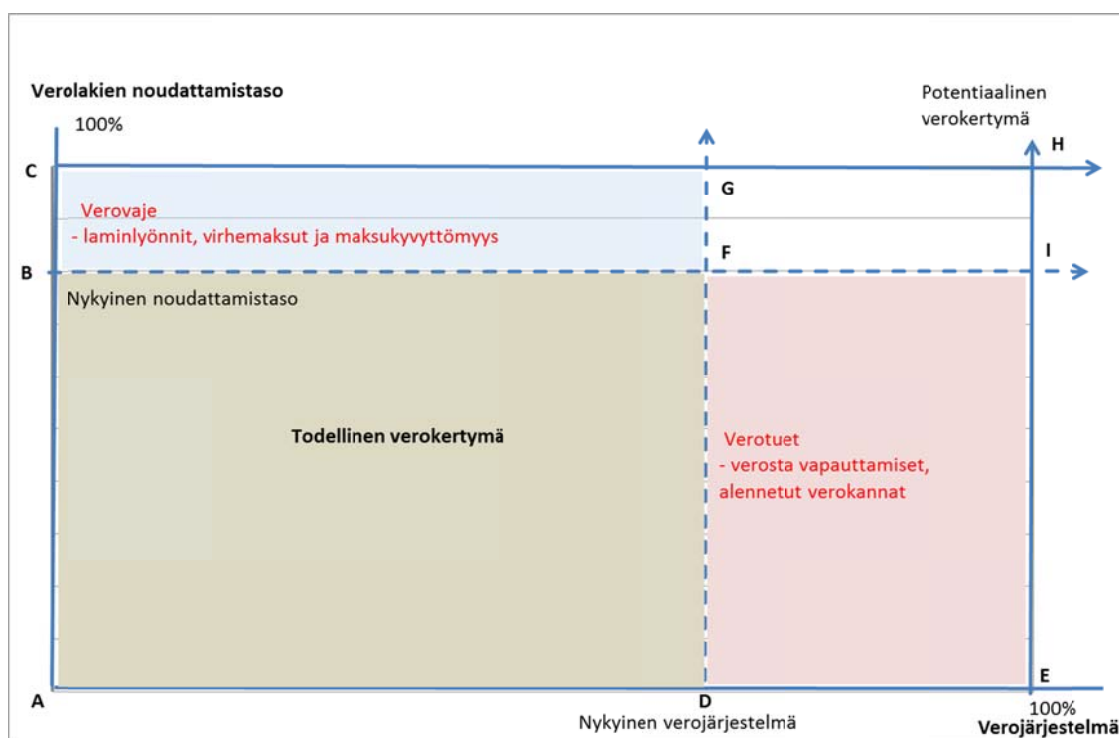 Verolakien noudattamistaso
100%
Potentiaalinen
verokertymä
H
C
G
Verovaje
- laminlyönnit, virhemaksut ja maksukyvyttömyys
F
I
B
Nykyinen noudattamistaso
Todellinen verokertymä
Verotuet
- verosta vapauttamiset,
alennetut verokannat
E
A
D
100%
Nykyinen verojärjestelmä
Verojärjestelmä